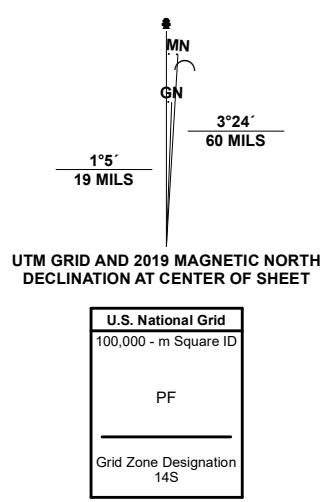 MN
GN
3°24´
60 MILS
1°5´
19 MILS
UTM GRID AND 2019 MAGNETIC NORTH
DECLINATION AT CENTER OF SHEET
U.S. National Grid
100,000 - m Square ID
PF
Grid Zone Designation
14S